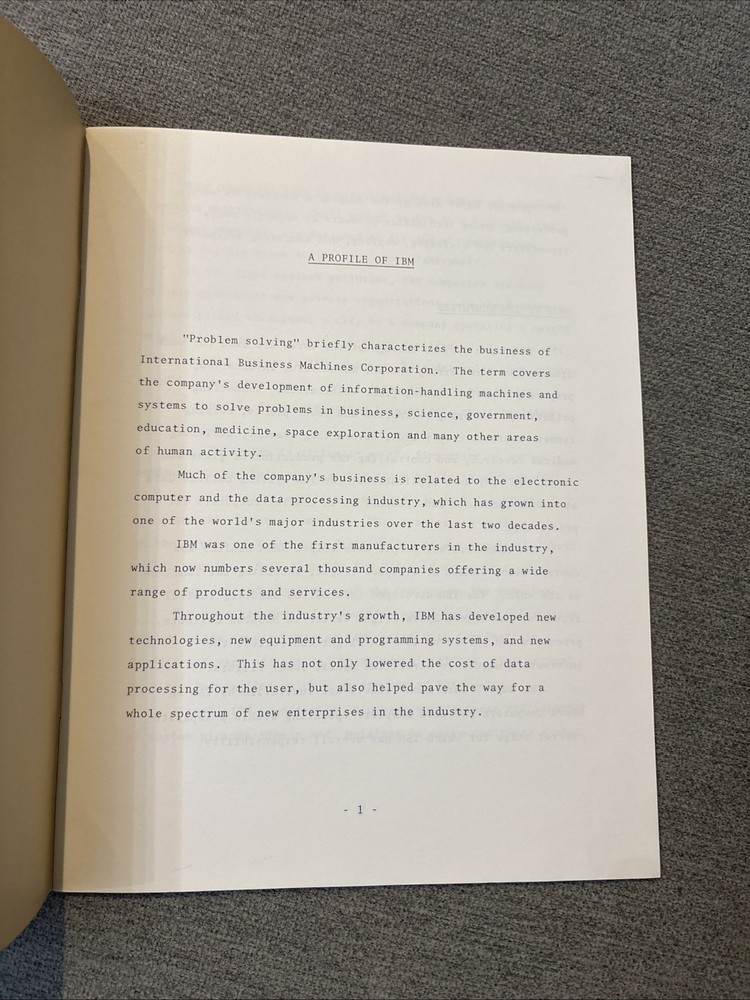 A PROFILE OF IBM
"Problem solving" briefly characterizes the business of
International Business Machines Corporation. The term covers
the company's development of information-handling machines and
systems to solve problems in business, science, government,
education, medicine, space exploration and many other areas
of human activity.
Much of the company's business is related to the electronic
computer and the data processing industry, which has grown into
one of the world's major industries over the last two decades.
IBM was one of the first manufacturers in the industry,
which now numbers several thousand companies offering a wide
range of products and services.
Throughout the industry's growth, IBM has developed new
technologies, new equipment and programming systems, and new
applications. This has not only lowered the cost of data
processing for the user, but also helped pave the way for a
whole spectrum of new enterprises in the industry.
- 1 -